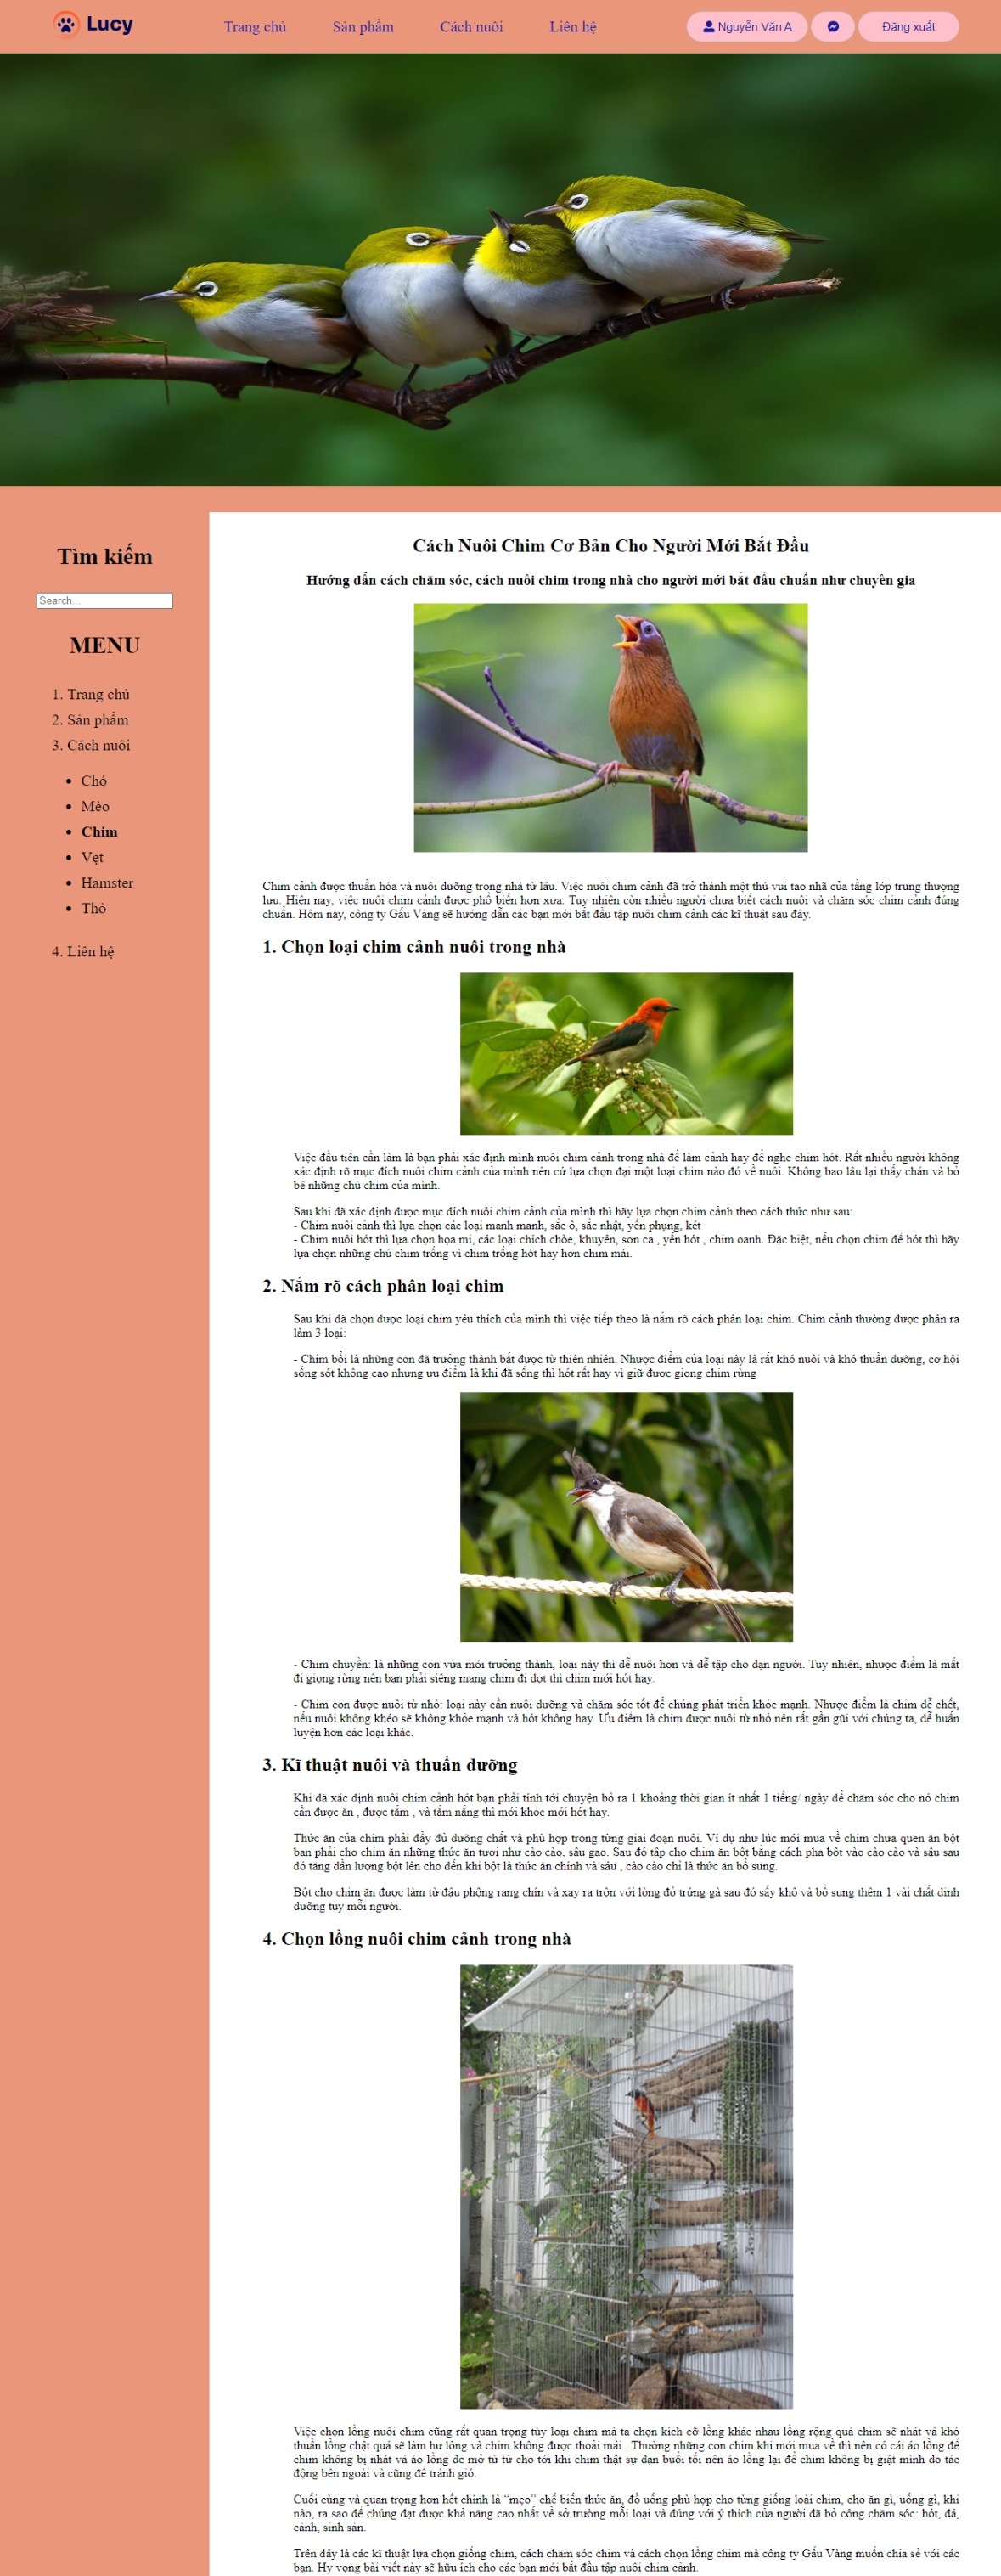 Lucy
Trang chủ
Sản phẩm
Cách nuôi
Liên hệ
Nguyễn Văn A
Đăng xuất
Tìm kiếm
Search...
MENU
1. Trang chủ
2. Sản phẩm
3. Cách nuôi
• Chó
• Mèo
• Chim
• Vẹt
• Hamster
• Thỏ
4. Liên hệ
Cách Nuôi Chim Cơ Bản Cho Người Mới Bắt Đầu
Hướng dẫn cách chăm sóc, cách nuôi chim trong nhà cho người mới bắt đầu chuẩn như chuyên gia
Chim cảnh được thuần hóa và nuôi dưỡng trong nhà từ lâu. Việc nuôi chim cảnh đã trở thành một thú vui tao nhã của tầng lớp trung thượng
lưu. Hiện nay, việc nuôi chim cảnh được phổ biến hơn xưa. Tuy nhiên còn nhiều người chưa biết cách nuôi và chăm sóc chim cảnh đúng
chuẩn. Hôm nay, công ty Gấu Vàng sẽ hướng dẫn các bạn mới bắt đầu tập nuôi chim cảnh các kĩ thuật sau đây.
1. Chọn loại chim cảnh nuôi trong nhà
Việc đầu tiên cần làm là bạn phải xác định mình nuôi chim cảnh trong nhà để làm cảnh hay để nghe chim hót. Rất nhiều người không
xác định rõ mục đích nuôi chim cảnh của mình nên cứ lựa chọn đại một loại chim nào đó về nuôi. Không bao lâu lại thấy chán và bỏ
bê những chú chim của mình.
Sau khi đã xác định được mục đích nuôi chim cảnh của mình thì hãy lựa chọn chim cảnh theo cách thức như sau:
- Chim nuôi cảnh thì lựa chọn các loại manh manh, sắc ô, sắc nhật, yến phụng, két
- Chim nuôi hót thì lựa chọn họa mi, các loại chích chòe, khuyên, sơn ca , yến hót , chim oanh. Đặc biệt, nếu chọn chim để hót thì hãy
lựa chọn những chú chim trống vì chim trống hót hay hơn chim mái.
2. Nắm rõ cách phân loại chim
Sau khi đã chọn được loại chim yêu thích của mình thì việc tiếp theo là nắm rõ cách phân loại chim. Chim cảnh thường được phân ra
làm 3 loại:
- Chim bổi là những con đã trưởng thành bắt được từ thiên nhiên. Nhược điểm của loại này là rất khó nuôi và khó thuần dưỡng, cơ hội
sống sót không cao nhưng ưu điểm là khi đã sống thì hót rất hay vì giữ được giọng chim rừng
- Chim chuyền: là những con vừa mới trưởng thành, loại này thì dễ nuôi hơn và dễ tập cho dạn người. Tuy nhiên, nhược điểm là mất
đi giọng rừng nên bạn phải siêng mang chim đi dợt thì chim mới hót hay.
- Chim con được nuôi từ nhỏ: loại này cần nuôi dưỡng và chăm sóc tốt để chúng phát triển khỏe mạnh. Nhược điểm là chim dễ chết,
nếu nuôi không khéo sẽ không khỏe mạnh và hót không hay. Ưu điểm là chim được nuôi từ nhỏ nên rất gần gũi với chúng ta, dễ huấn
luyện hơn các loại khác.
3. Kĩ thuật nuôi và thuần dưỡng
Khi đã xác định nuôi chim cảnh hót bạn phải tính tới chuyện bỏ ra 1 khoảng thời gian ít nhất 1 tiếng/ ngày để chăm sóc cho nó chim
cần được ăn , được tắm , và tắm nắng thì mới khỏe mới hót hay.
Thức ăn của chim phải đầy đủ dưỡng chất và phù hợp trong từng giai đoạn nuôi. Ví dụ như lúc mới mua về chim chưa quen ăn bột
bạn phải cho chim ăn những thức ăn tươi như cào cào, sâu gạo. Sau đó tập cho chim ăn bột bằng cách pha bột vào cào cào và sâu sau
đó tăng dần lượng bột lên cho đến khi bột là thức ăn chính và sâu , cào cào chỉ là thức ăn bổ sung.
Bột cho chim ăn được làm từ đậu phộng rang chín và xay ra trộn với lòng đỏ trứng gà sau đó sấy khô và bổ sung thêm 1 vài chất dinh
dưỡng tùy mỗi người.
4. Chọn lồng nuôi chim cảnh trong nhà
Việc chọn lồng nuôi chim cũng rất quan trọng tùy loại chim mà ta chọn kích cỡ lồng khác nhau lồng rộng quá chim sẽ nhát và khó
thuần lồng chật quá sẽ làm hư lông và chim không được thoải mái . Thường những con chim khi mới mua về thì nên có cái áo lồng để
chim không bị nhát và áo lồng dc mở từ từ cho tới khi chim thật sự dạn buổi tối nên áo lồng lại để chim không bị giật mình do tác
động bên ngoài và cũng để tránh gió.
Cuối cùng và quan trọng hơn hết chính là “mẹo” chế biến thức ăn, đồ uống phù hợp cho từng giống loài chim, cho ăn gì, uống gì, khi
nào, ra sao để chúng đạt được khả năng cao nhất về sở trường mỗi loại và đúng với ý thích của người đã bỏ công chăm sóc: hót, đá,
cảnh, sinh sản.
Trên đây là các kĩ thuật lựa chọn giống chim, cách chăm sóc chim và cách chọn lồng chim mà công ty Gấu Vàng muốn chia sẻ với các
bạn. Hy vọng bài viết này sẽ hữu ích cho các bạn mới bắt đầu tập nuôi chim cảnh.